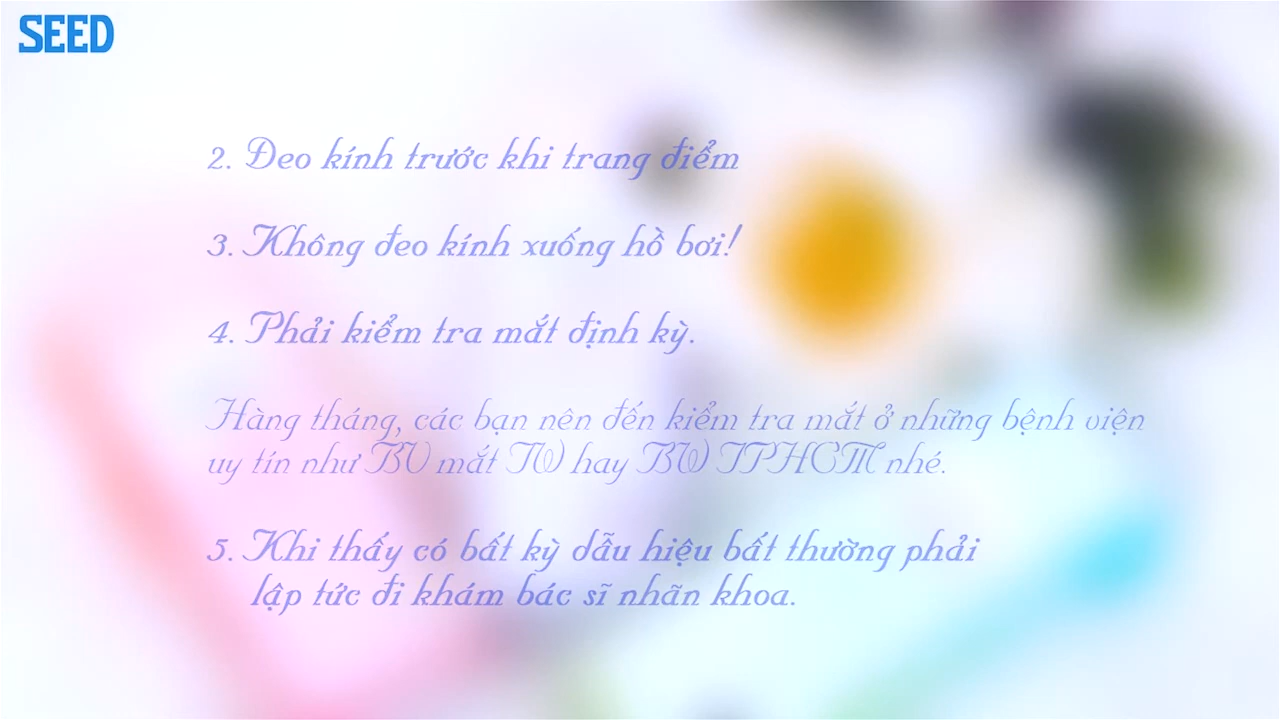 SEED
2. Đeo kính trước khi trang điểm
3. Không đeo kính xuống hồ bơi!
4. Phải kiểm tra mắt định kỳ.
Hàng tháng, các bạn nên đến kiểm tra mắt ở những bệnh viện
uy tín như BV mắt TW hay BW TPHCM nhé.
5. Khi thấy có bất kỳ dẫu hiệu bất thường phải
lập tức đi khám bác sĩ nhãn khoa.